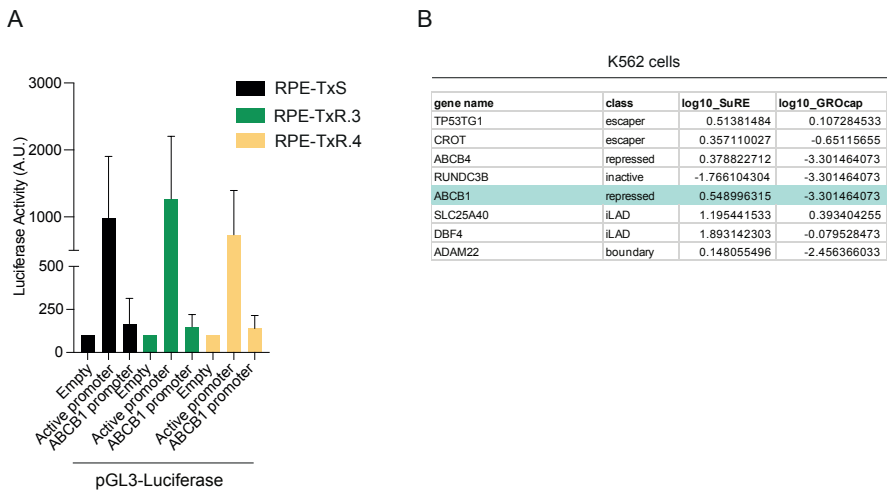 A
B
3000
2000
1000
500
250
0
Luciferase Activity (A.U.)
RPE-TxS
RPE-TxR.3
RPE-TxR.4
Empty
Active promoter
ABCB1 promoter
Empty
Active promoter
ABCB1 promoter
Empty
Active promoter
ABCB1 promoter
pGL3-Luciferase
K562 cells
gene name class log10_SuRE log10_GROcap
TP53TG1 escaper 0.51381484 0.107284533
CROT escaper 0.357110027 -0.65115655
ABCB4 repressed 0.378822712 -3.301464073
RUNDC3B inactive -1.766104304 -3.301464073
ABCB1 repressed 0.548996315 -3.301464073
SLC25A40 iLAD 1.195441533 0.393404255
DBF4 iLAD 1.893142303 -0.079528473
ADAM22 boundary 0.148055496 -2.456366033